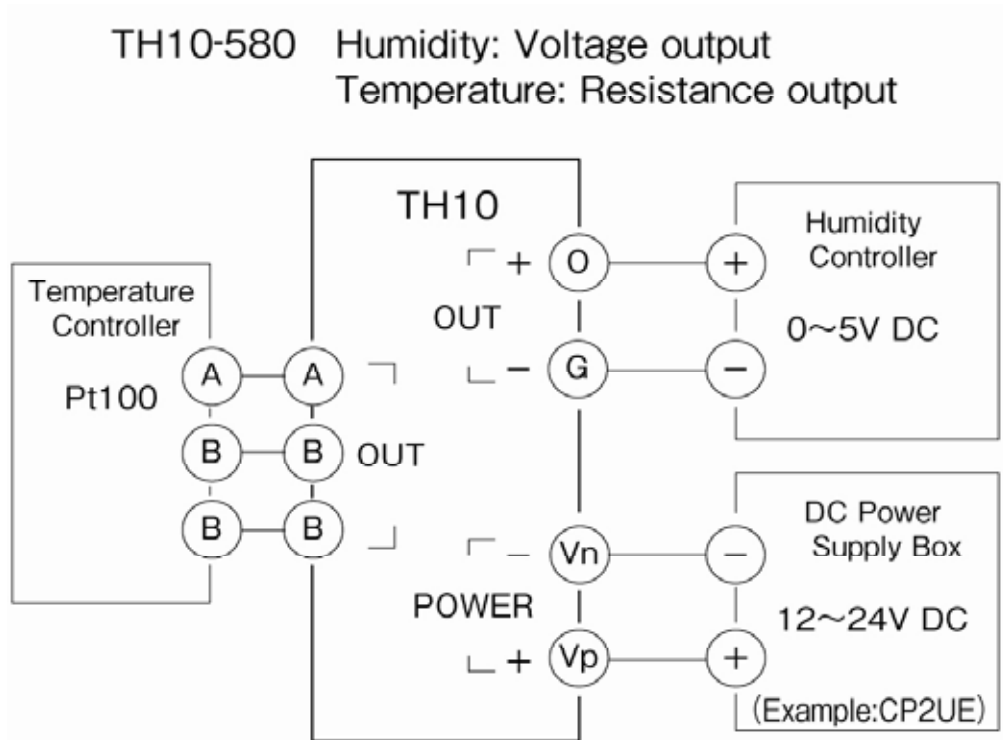 TH10-580 Humidity: Voltage output
Temperature: Resistance output
TH10
Temperature
Controller
Pt100
A A
B B
B B
OUT
+ O +
OUT
− G −
Humidity
Controller
0～5V DC
− Vn −
POWER
+ Vp +
DC Power
Supply Box
12～24V DC
(Example:CP2UE)